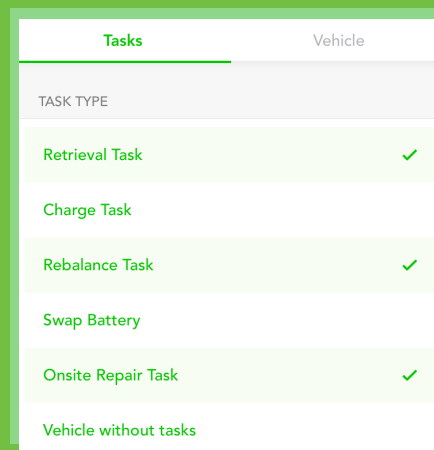 Tasks Vehicle
TASK TYPE
Retrieval Task
Charge Task
Rebalance Task
Swap Battery
Onsite Repair Task
Vehicle without tasks